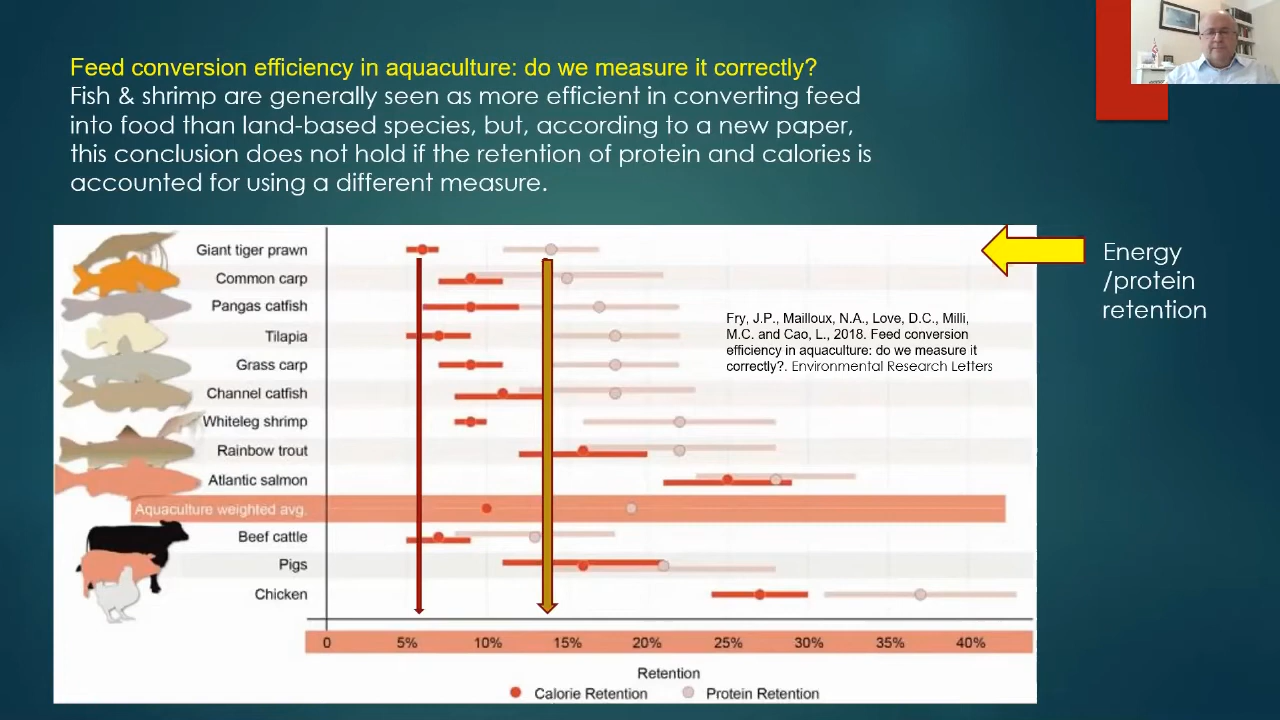 Feed conversion efficiency in aquaculture: do we measure it correctly?
Fish & shrimp are generally seen as more efficient in converting feed
into food than land-based species, but, according to a new paper,
this conclusion does not hold if the retention of protein and calories is
accounted for using a different measure.
Energy
/protein
retention
Giant tiger prawn
Common carp
Pangas catfish
Tilapia
Grass carp
Channel catfish
Whiteleg shrimp
Rainbow trout
Atlantic salmon
Aquaculture weighted avg.
Beef cattle
Pigs
Chicken
Fry, J.P., Mailloux, N.A., Love, D.C., Milli,
M.C. and Cao, L., 2018. Feed conversion
efficiency in aquaculture: do we measure it
correctly?. Environmental Research Letters
0 5% 10% 15% 20% 25% 30% 35% 40%
Retention
Calorie Retention Protein Retention